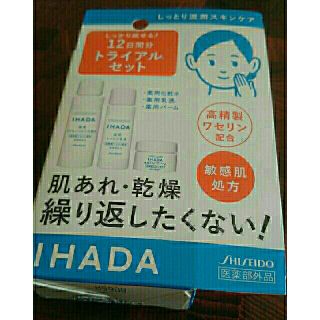 しっとり浸潤スキンケア
しっかり試せる!
12日間分
トライアル
セット
・薬用化粧水
・薬用乳液
・薬用バーム
IHADA
IHADA
IHADA
高精製
ワセリン
配合
敏感肌
処方
肌あれ・乾燥
繰り返したくない!
IHADA
SHISEIDO
医薬部外品